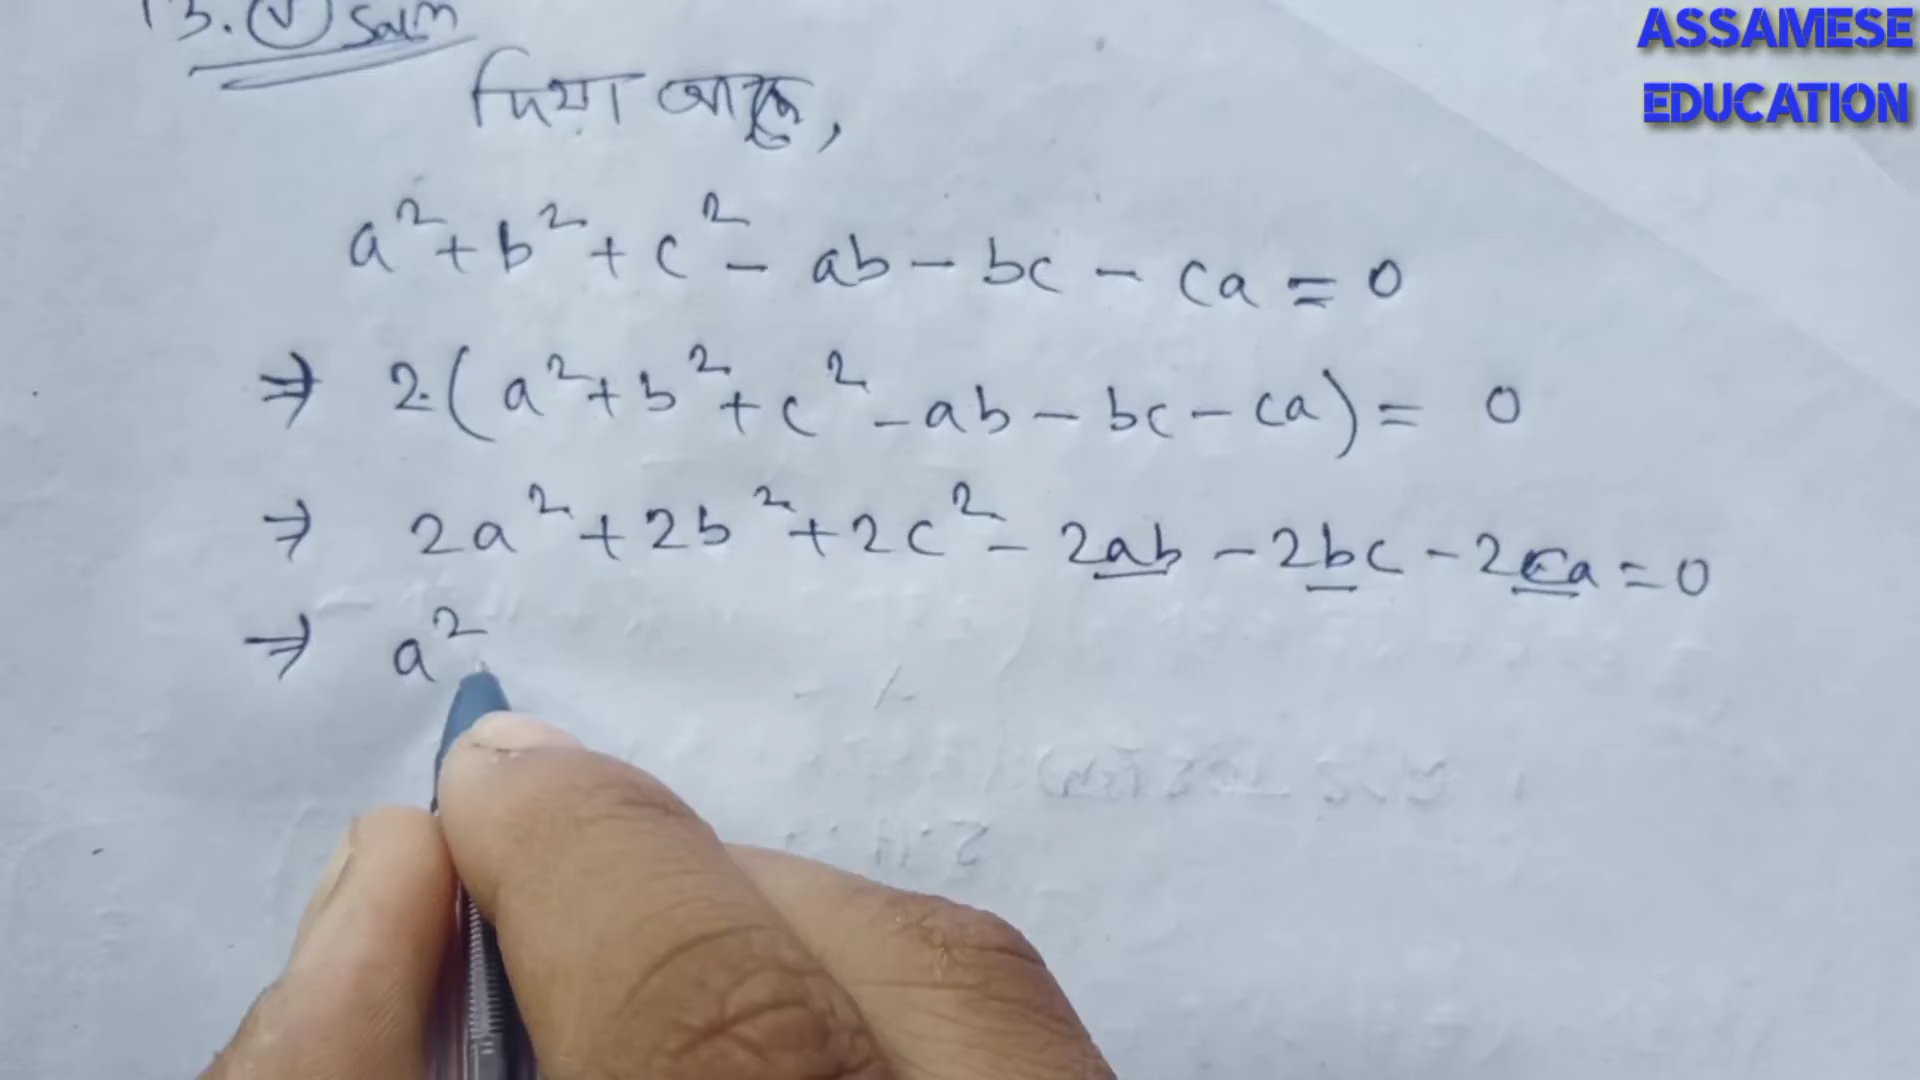 13. (v) Soln
ASSAMESE
EDUCATION
দিয়া আছে,
a² + b² + c² - ab - bc - ca = 0
⇒ 2(a² + b² + c² - ab - bc - ca) = 0
⇒ 2a² + 2b² + 2c² - 2ab - 2bc - 2ca = 0
⇒ a²